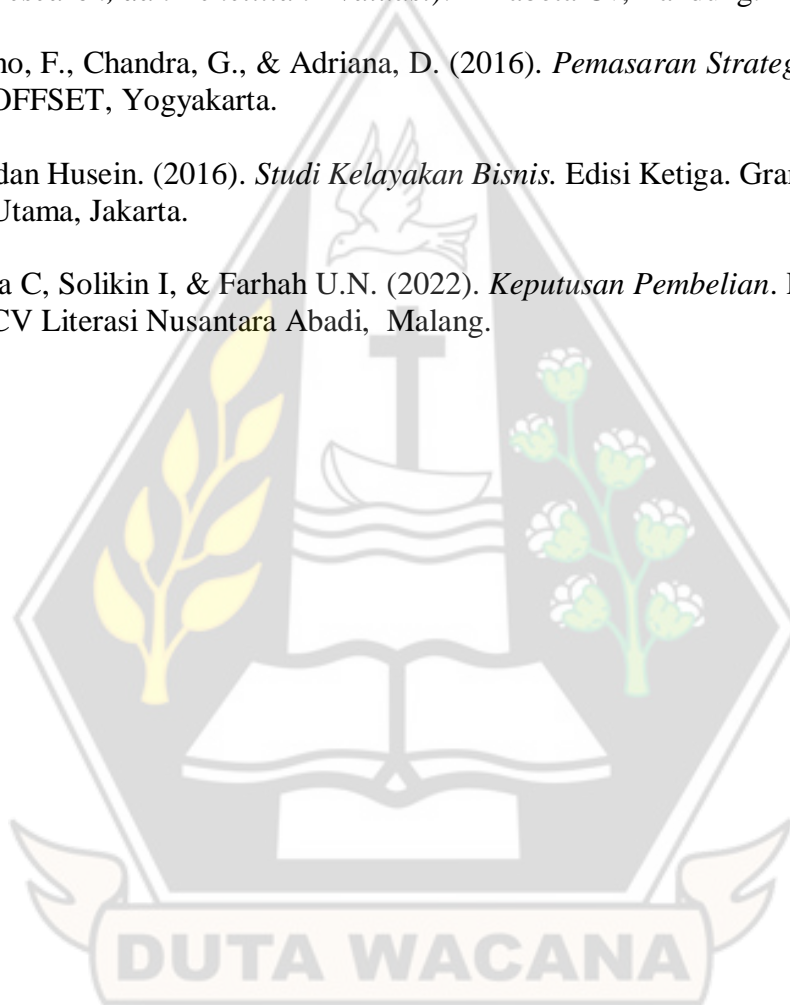 no, F., Chandra, G., & Adriana, D. (2016). Pemasaran Strateg
OFFSET, Yogyakarta.
dan Husein. (2016). Studi Kelayakan Bisnis. Edisi Ketiga. Gran
Utama, Jakarta.
a C, Solikin I, & Farhah U.N. (2022). Keputusan Pembelian.
CV Literasi Nusantara Abadi, Malang.
DUTA WACANA